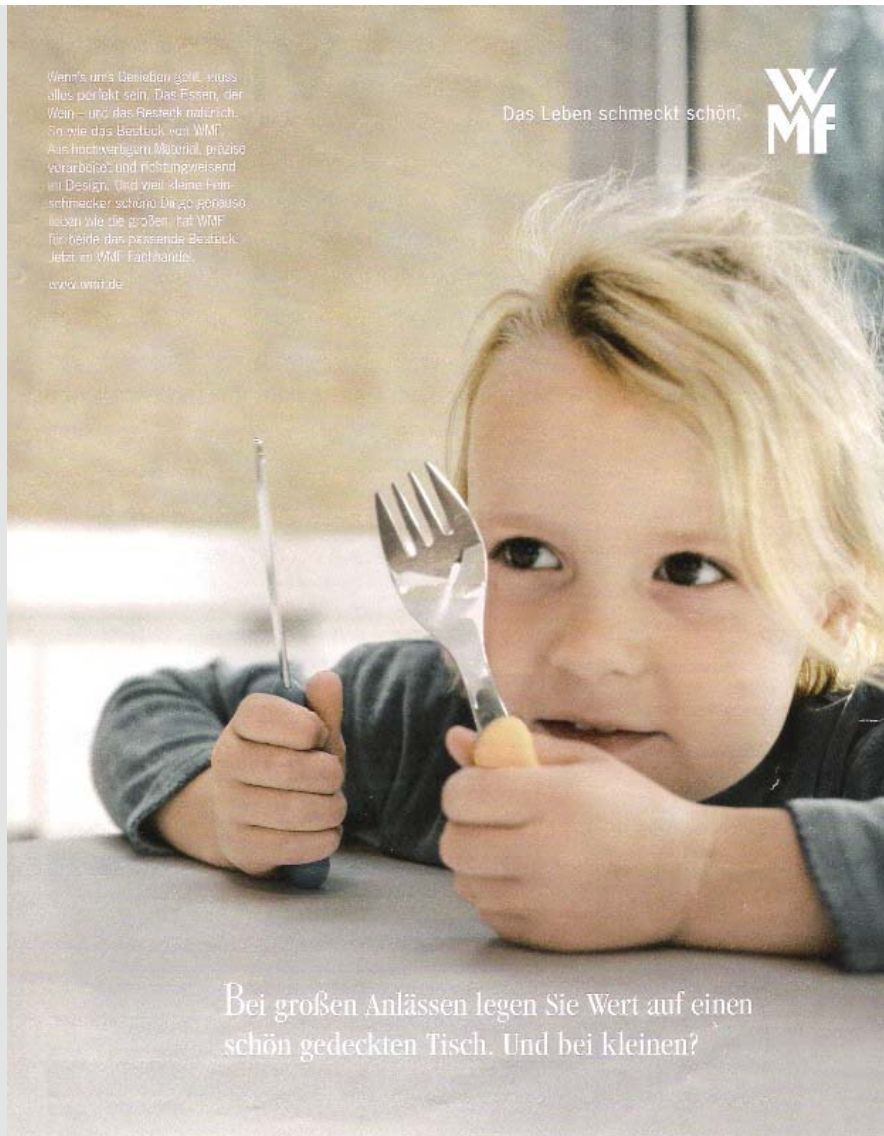 Wenn's ums Genießen geht, muss
alles perfekt sein. Das Essen, der
Wein – und das Besteck natürlich.
So wie das Besteck von WMF.
Aus hochwertigem Material, präzise
verarbeitet und richtungweisend
im Design. Und weil kleine Fein-
schmecker schöne Dinge genauso
lieben wie die großen, hat WMF
für beide das passende Besteck.
Jetzt im WMF Fachhandel.
www.wmf.de
Das Leben schmeckt schön.
WMF
Bei großen Anlässen legen Sie Wert auf einen
schön gedeckten Tisch. Und bei kleinen?